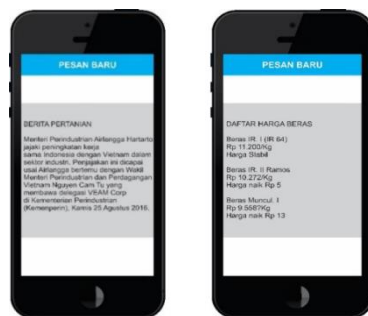 PESAN BARU
BERITA PERTANIAN
Menteri Perindustrian Airlangga Hartarto
jajaki peningkatan kerja
sama Indonesia dengan Vietnam dalam
sektor industri. Penjajakan ini dicapai
usai Airlangga bertemu dengan Wakil
Menteri Perindustrian dan Perdagangan
Vietnam Nguyen Cam Tu yang
membawa delegasi VEAM Corp
di Kementerian Perindustrian
(Kemenperin), Kamis 25 Agustus 2016.
PESAN BARU
DAFTAR HARGA BERAS
Beras IR. I (IR 64)
Rp 11.200/Kg
Harga Stabil
Beras IR. II Ramos
Rp 10.272/Kg
Harga naik Rp 5
Beras Muncul. I
Rp 9.5687Kg
Harga naik Rp 13